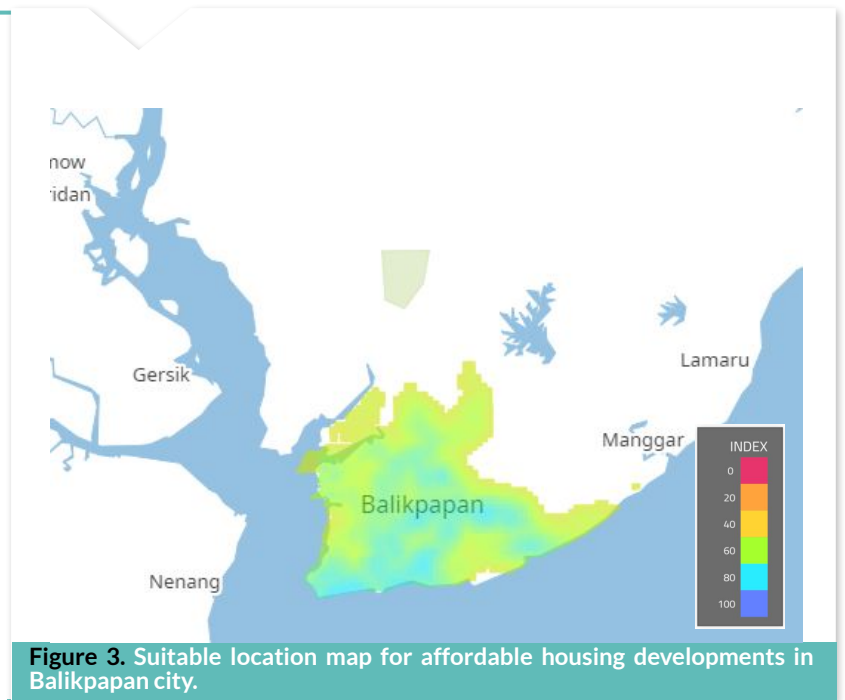 now
ridan
Gersik
Lamaru
Manggar
INDEX
0
20
40
60
80
100
Balikpapan
Nenang
Figure 3. Suitable location map for affordable housing developments in
Balikpapan city.